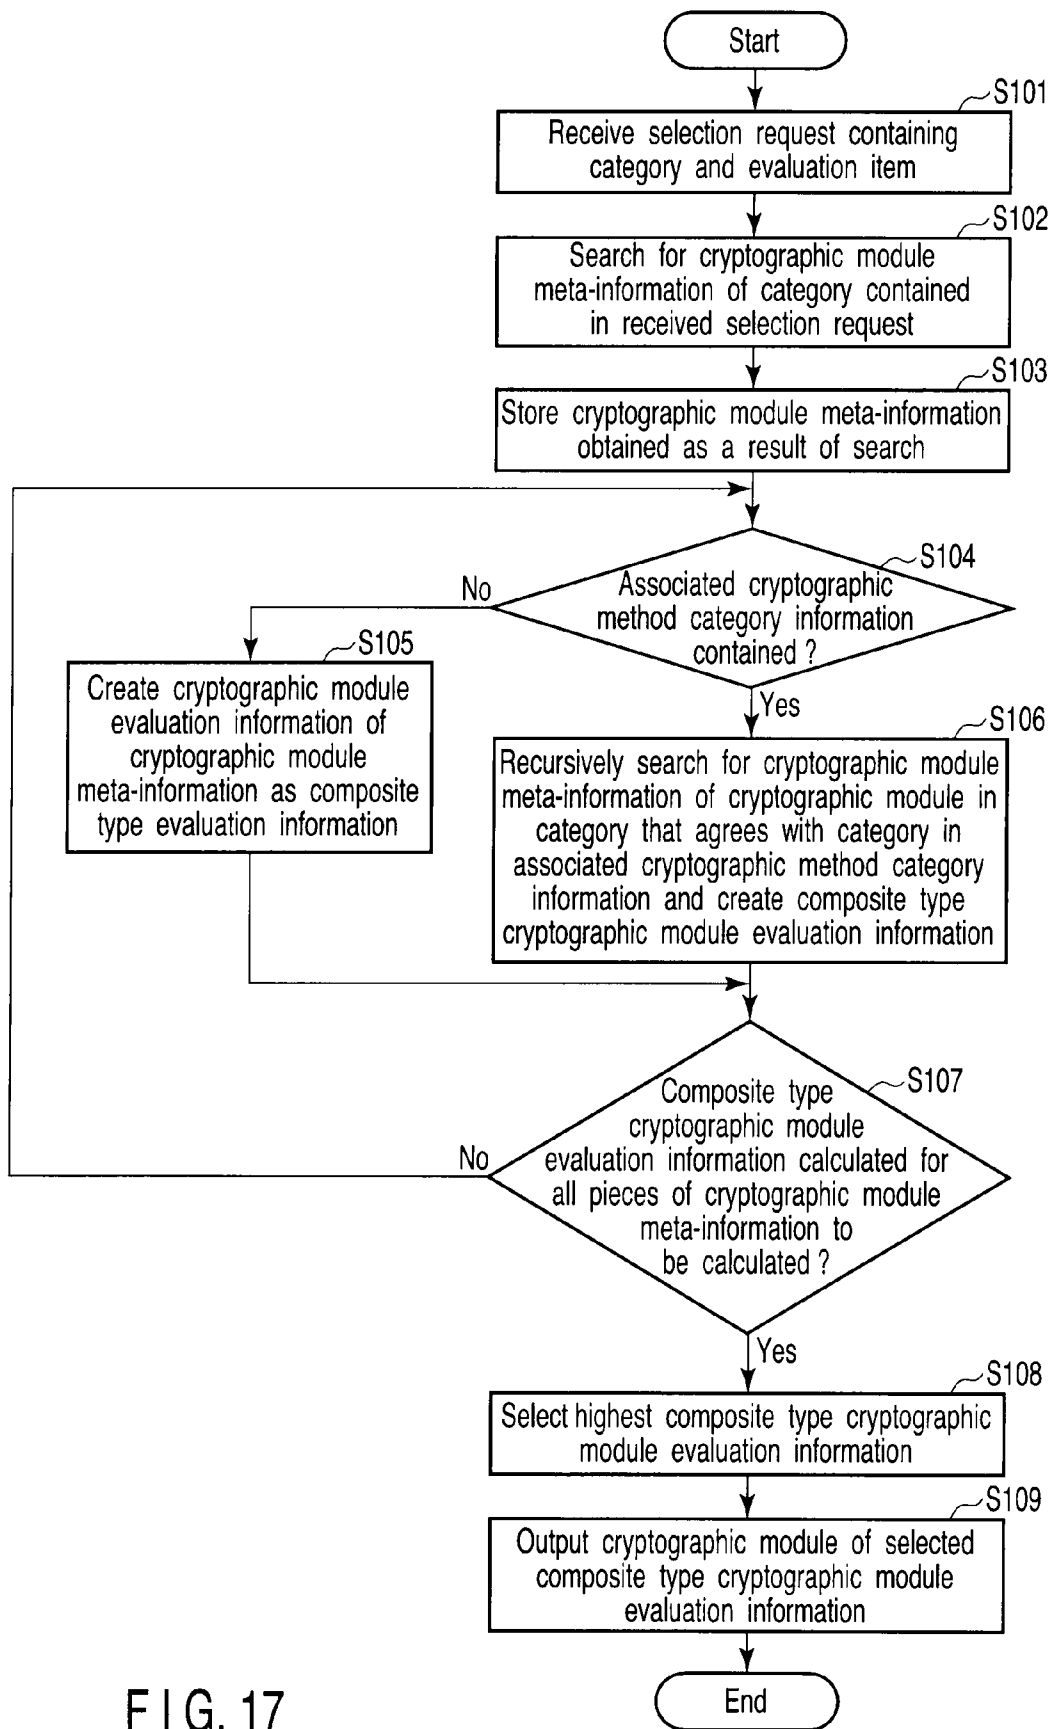 Start
S101
Receive selection request containing
category and evaluation item
S102
Search for cryptographic module
meta-information of category contained
in received selection request
S103
Store cryptographic module meta-information
obtained as a result of search
S104
Associated cryptographic
method category information
contained ?
No
Yes
S105
Create cryptographic module
evaluation information of
cryptographic module
meta-information as composite
type evaluation information
S106
Recursively search for cryptographic module
meta-information of cryptographic module in
category that agrees with category in
associated cryptographic method category
information and create composite type
cryptographic module evaluation information
S107
Composite type
cryptographic module
evaluation information calculated for
all pieces of cryptographic module
meta-information to
be calculated ?
No
Yes
S108
Select highest composite type cryptographic
module evaluation information
S109
Output cryptographic module of selected
composite type cryptographic module
evaluation information
End
FIG. 17